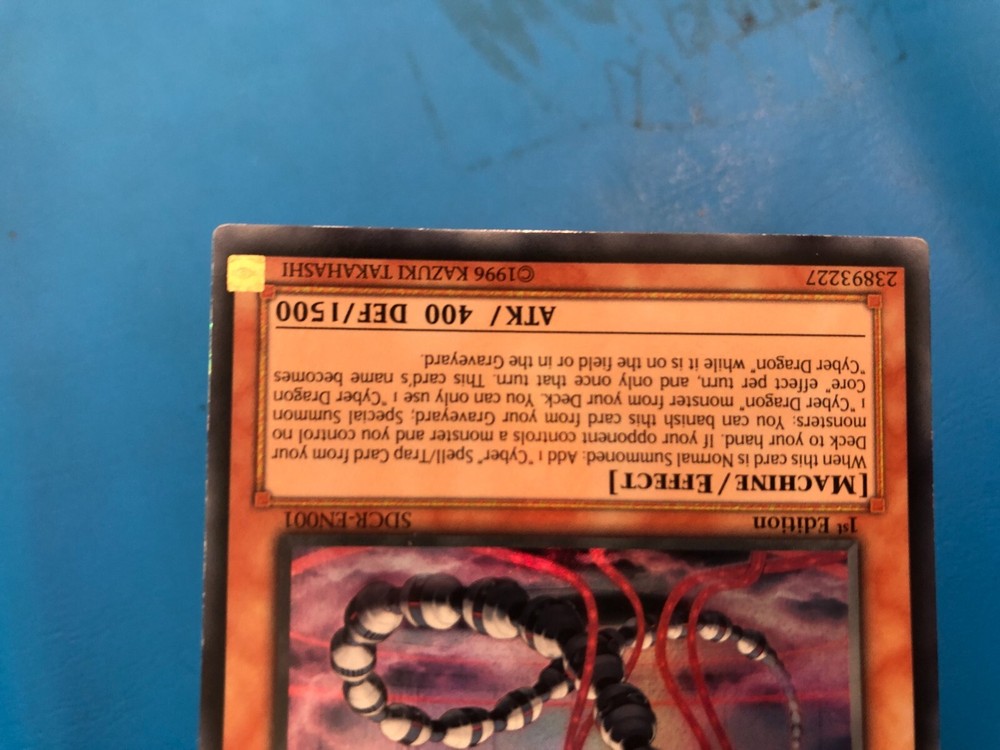 1st Edition SDCR-EN001
[MACHINE/EFFECT]
When this card is Normal Summoned: Add 1 "Cyber" Spell/Trap Card from your
Deck to your hand. If your opponent controls a monster and you control no
monsters: You can banish this card from your Graveyard; Special Summon
1 "Cyber Dragon" monster from your Deck. You can only use 1 "Cyber Dragon
Core" effect per turn, and only once that turn. This card's name becomes
"Cyber Dragon" while it is on the field or in the Graveyard.
ATK/ 400 DEF/1500
23893227 ©1996 KAZUKI TAKAHASHI